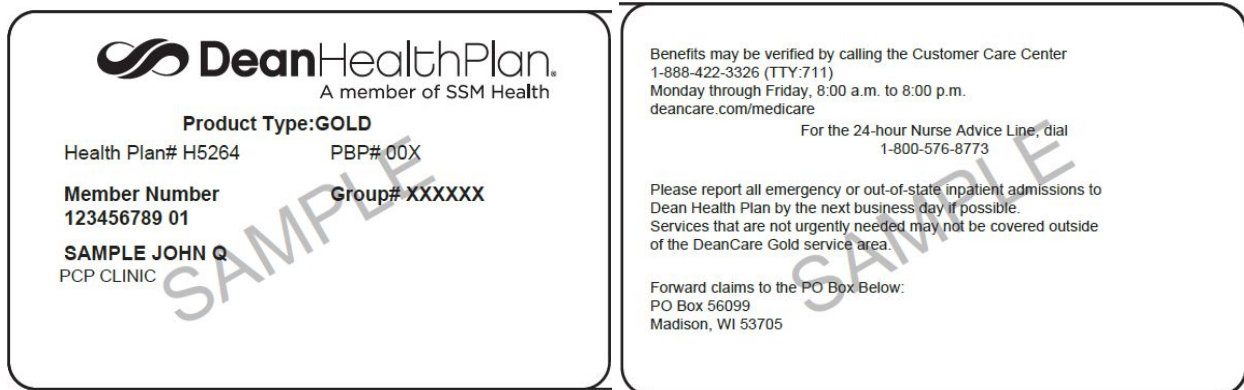 DeanHealthPlan.
A member of SSM Health
Product Type:GOLD
Health Plan# H5264 PBP# 00X
Member Number Group# XXXXXX
123456789 01
SAMPLE JOHN Q
PCP CLINIC
SAMPLE
Benefits may be verified by calling the Customer Care Center
1-888-422-3326 (TTY:711)
Monday through Friday, 8:00 a.m. to 8:00 p.m.
deancare.com/medicare
For the 24-hour Nurse Advice Line, dial
1-800-576-8773
Please report all emergency or out-of-state inpatient admissions to
Dean Health Plan by the next business day if possible.
Services that are not urgently needed may not be covered outside
of the DeanCare Gold service area.
Forward claims to the PO Box Below:
PO Box 56099
Madison, WI 53705
SAMPLE